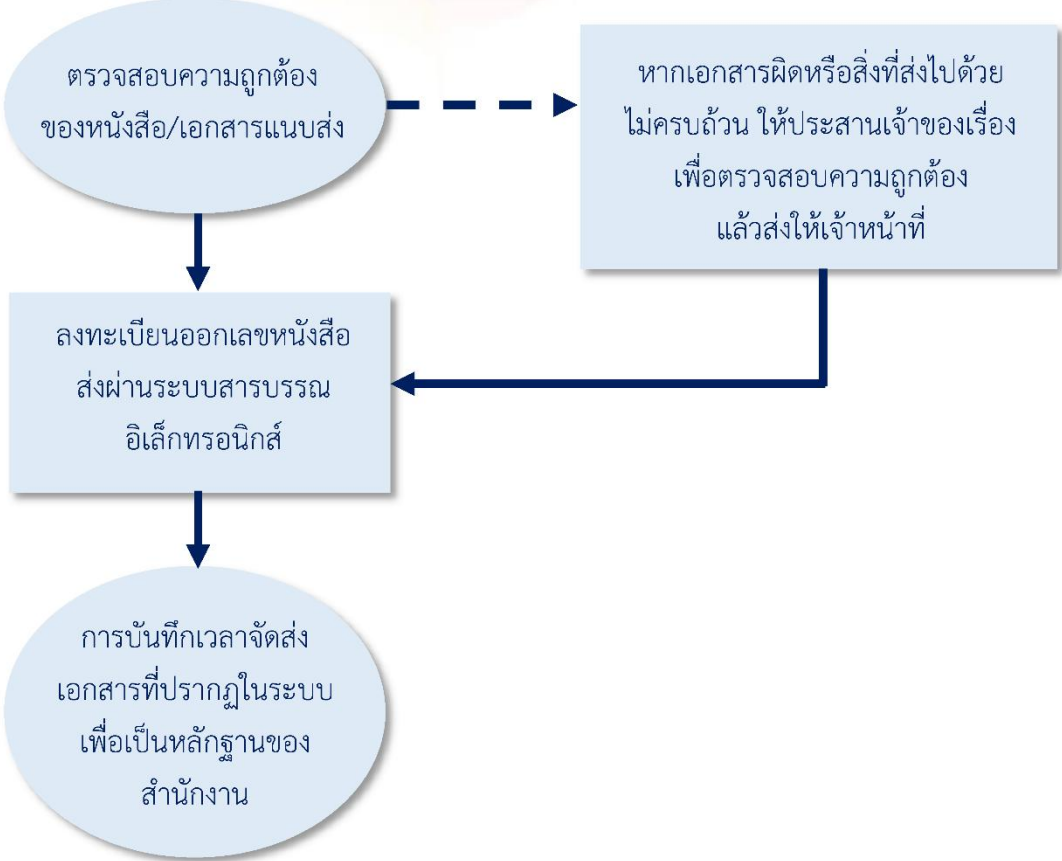 ตรวจสอบความถูกต้อง
ของหนังสือ/เอกสารแนบส่ง
หากเอกสารผิดหรือสิ่งที่ส่งไปด้วย
ไม่ครบถ้วน ให้ประสานเจ้าของเรื่อง
เพื่อตรวจสอบความถูกต้อง
แล้วส่งให้เจ้าหน้าที่
ลงทะเบียนออกเลขหนังสือ
ส่งผ่านระบบสารบรรณ
อิเล็กทรอนิกส์
การบันทึกเวลาจัดส่ง
เอกสารที่ปรากฏในระบบ
เพื่อเป็นหลักฐานของ
สำนักงาน